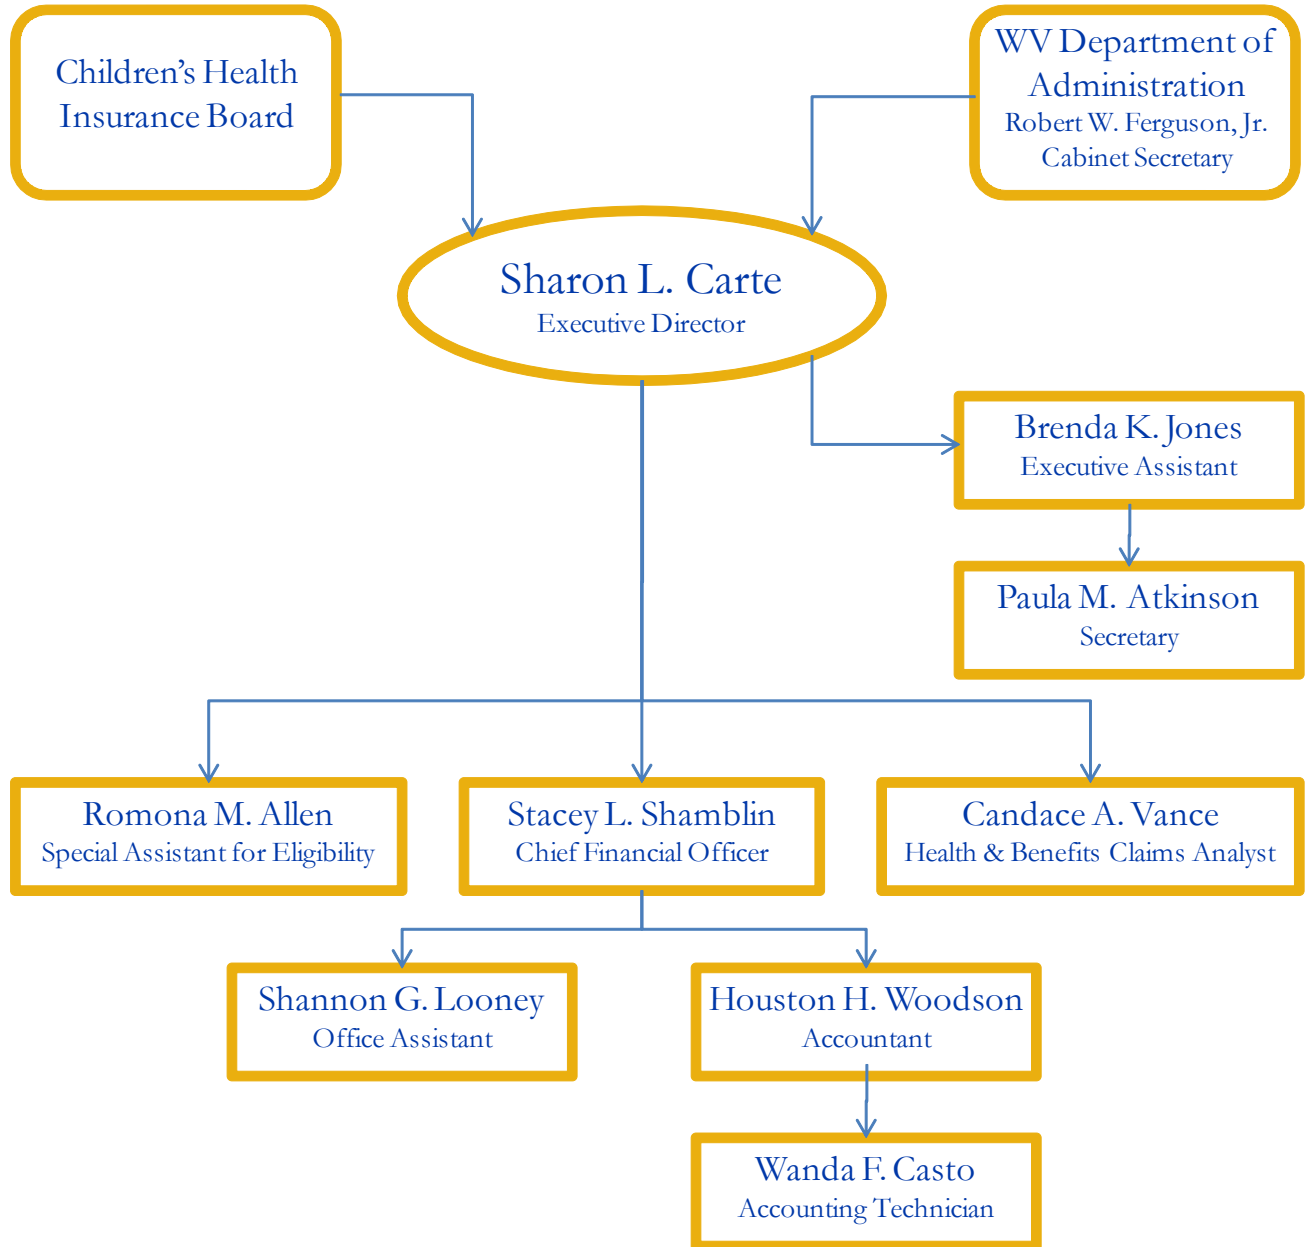 Children’s Health
Insurance Board
WV Department of
Administration
Robert W. Ferguson, Jr.
Cabinet Secretary
Sharon L. Carte
Executive Director
Brenda K. Jones
Executive Assistant
Paula M. Atkinson
Secretary
Romona M. Allen
Special Assistant for Eligibility
Stacey L. Shamblin
Chief Financial Officer
Candace A. Vance
Health & Benefits Claims Analyst
Shannon G. Looney
Office Assistant
Houston H. Woodson
Accountant
Wanda F. Casto
Accounting Technician